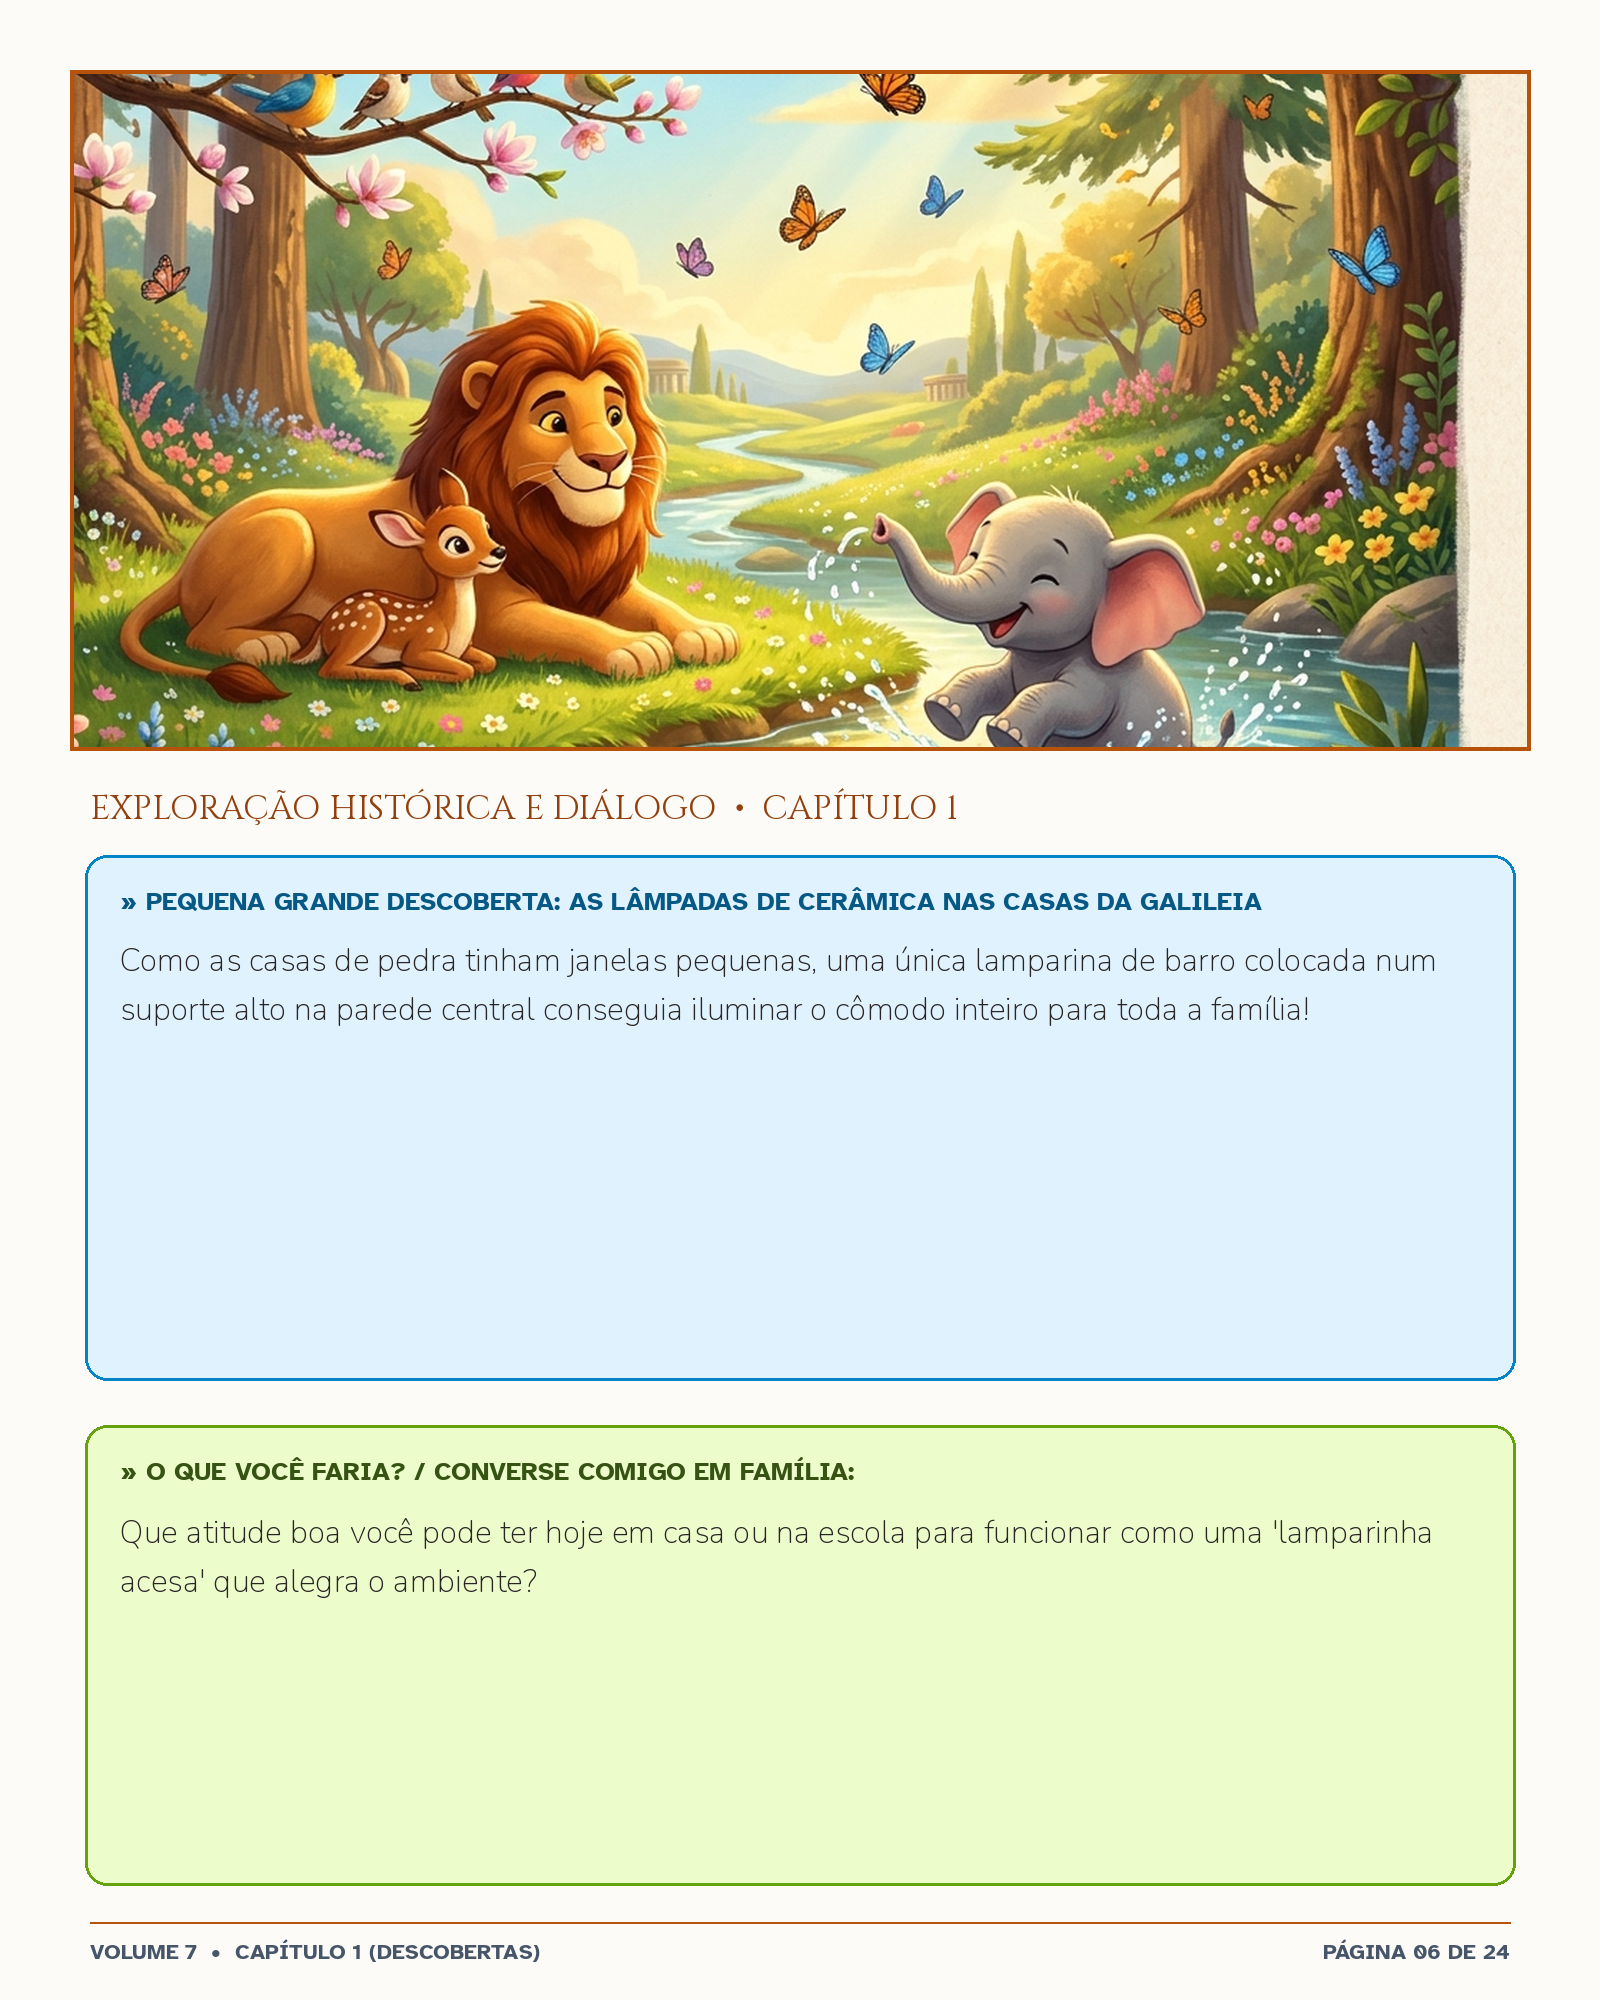 EXPLORAÇÃO HISTÓRICA E DIÁLOGO • CAPÍTULO 1
» PEQUENA GRANDE DESCOBERTA: AS LÂMPADAS DE CERÂMICA NAS CASAS DA GALILEIA
Como as casas de pedra tinham janelas pequenas, uma única lamparina de barro colocada num
suporte alto na parede central conseguia iluminar o cômodo inteiro para toda a família!
» O QUE VOCÊ FARIA? / CONVERSE COMIGO EM FAMÍLIA:
Que atitude boa você pode ter hoje em casa ou na escola para funcionar como uma 'lamparinha
acesa' que alegra o ambiente?
VOLUME 7 • CAPÍTULO 1 (DESCOBERTAS)
PÁGINA 06 DE 24